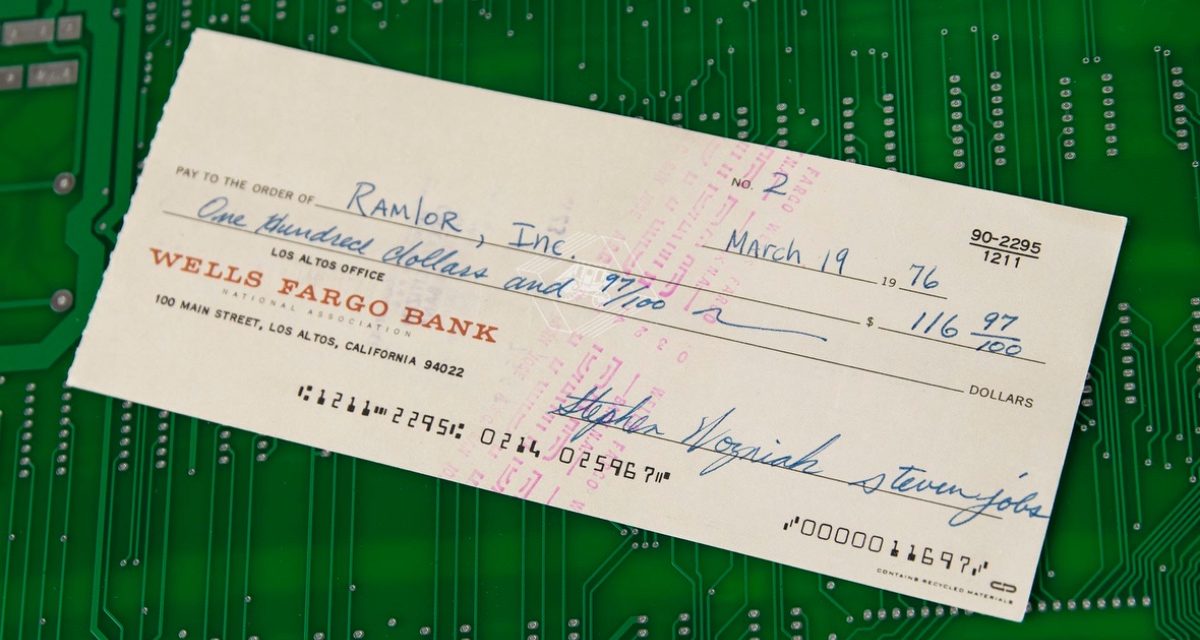 NO. 2
90-2295
1211
March 19 1976
PAY TO THE ORDER OF Ramlor, Inc. $ 116 97/100
One Hundred dollars and 97/100 DOLLARS
LOS ALTOS OFFICE
WELLS FARGO BANK
NATIONAL ASSOCIATION
100 MAIN STREET, LOS ALTOS, CALIFORNIA 94022
⑆1211⑉2295⑆ 0214 025967⑈
Stephen Wozniak steven jobs
⑇0000011697⑇
CONTAINS RECYCLED MATERIALS